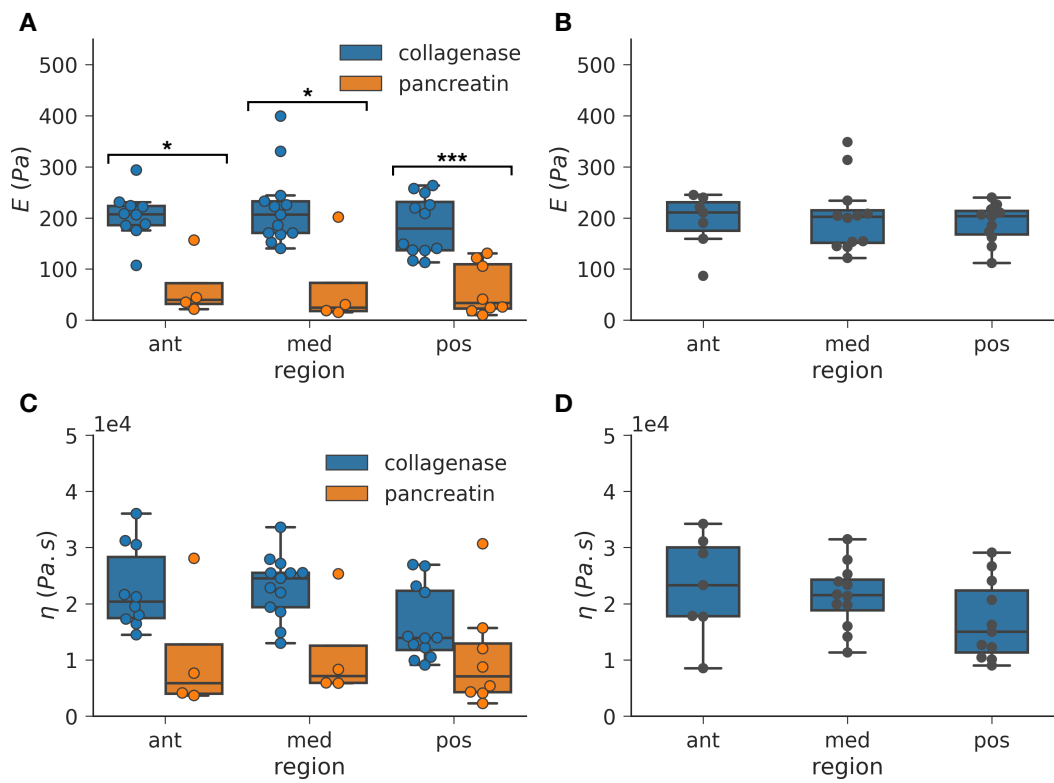 A
E (Pa)
500
400
300
200
100
0
collagenase
pancreatin
*
*
***
ant
med
pos
region
B
E (Pa)
500
400
300
200
100
0
ant
med
pos
region
C
1e4
η (Pa. s)
5
4
3
2
1
0
collagenase
pancreatin
ant
med
pos
region
D
1e4
η (Pa. s)
5
4
3
2
1
0
ant
med
pos
region